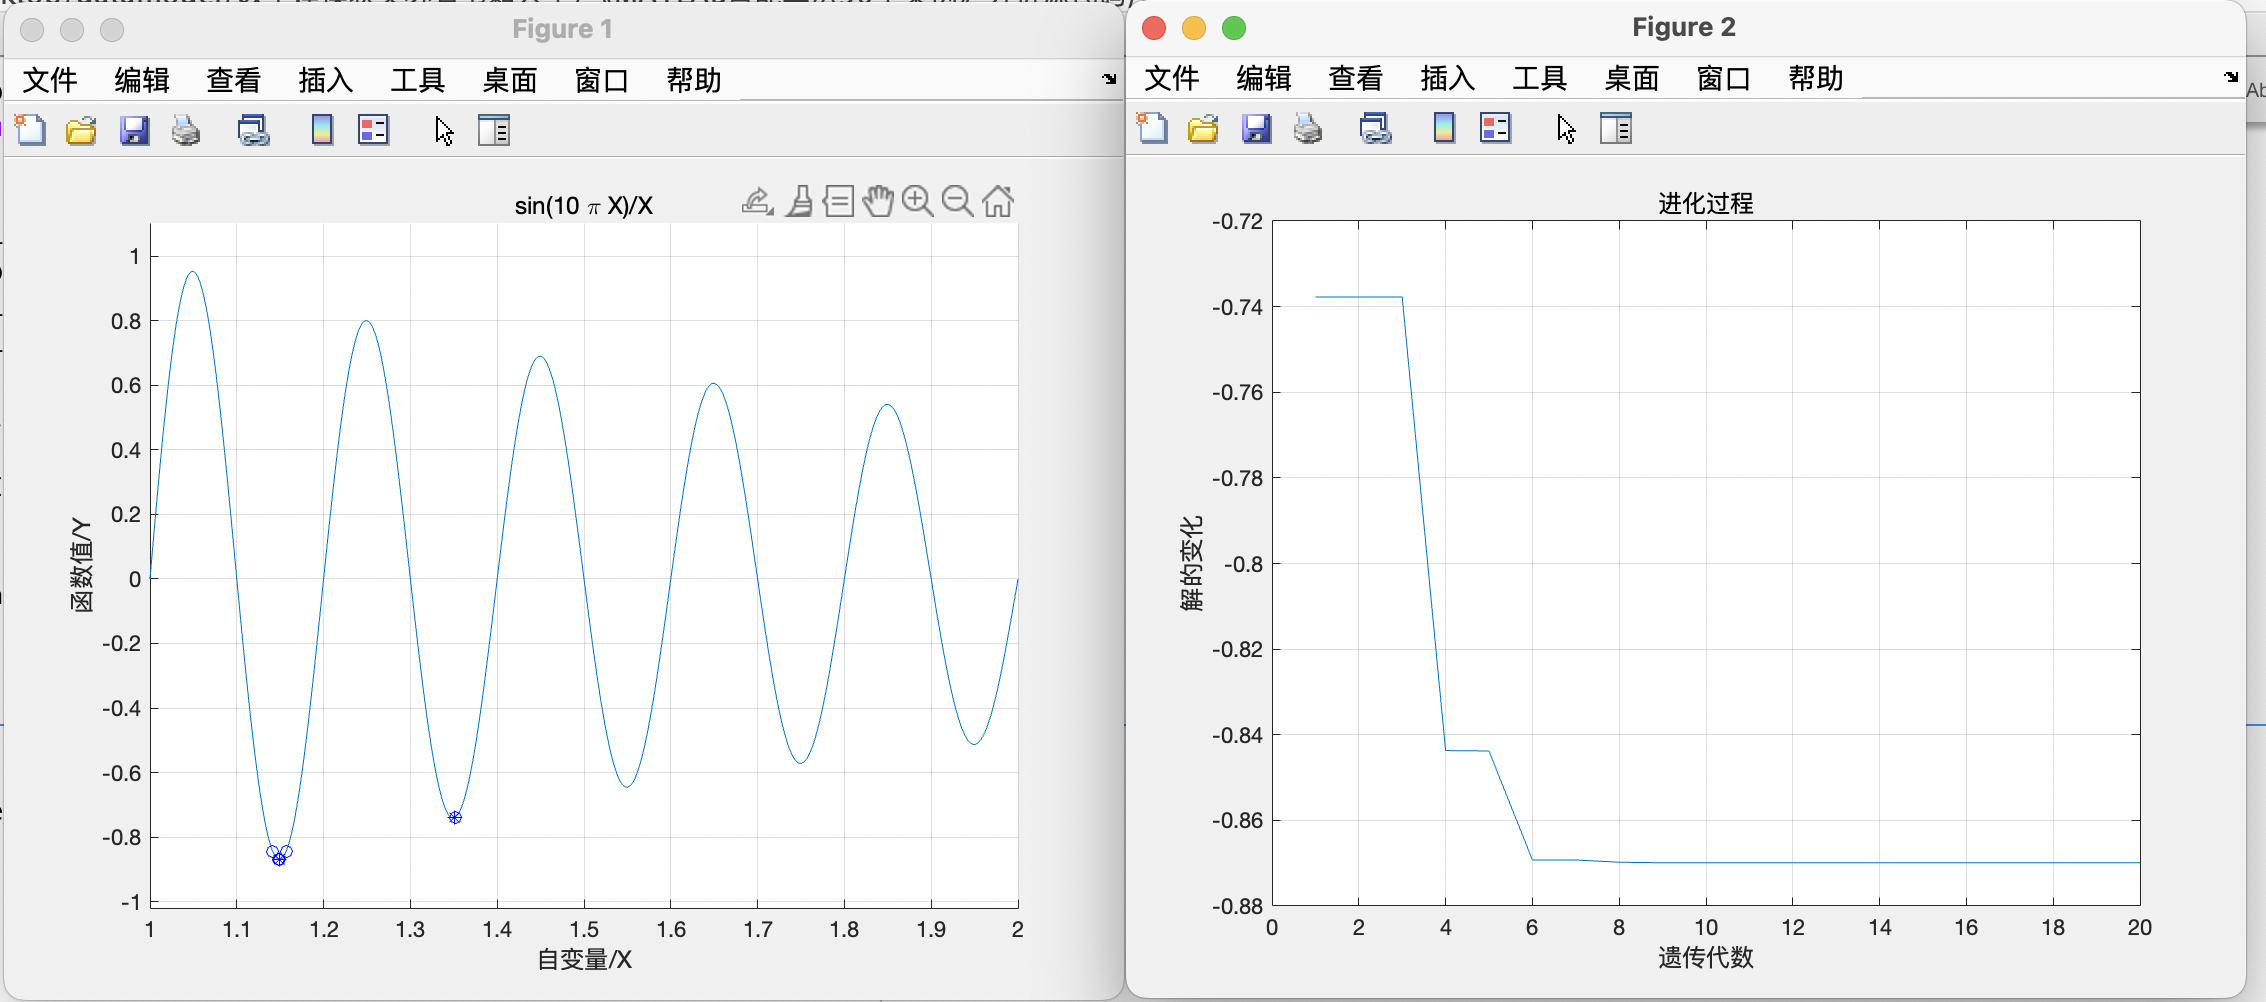 Figure 1
文件 编辑 查看 插入 工具 桌面 窗口 帮助
sin(10 π X)/X
1
0.8
0.6
0.4
0.2
0
-0.2
-0.4
-0.6
-0.8
-1
函数值/Y
1 1.1 1.2 1.3 1.4 1.5 1.6 1.7 1.8 1.9 2
自变量/X
Figure 2
文件 编辑 查看 插入 工具 桌面 窗口 帮助
进化过程
-0.72
-0.74
-0.76
-0.78
-0.8
-0.82
-0.84
-0.86
-0.88
解的变化
0 2 4 6 8 10 12 14 16 18 20
遗传代数